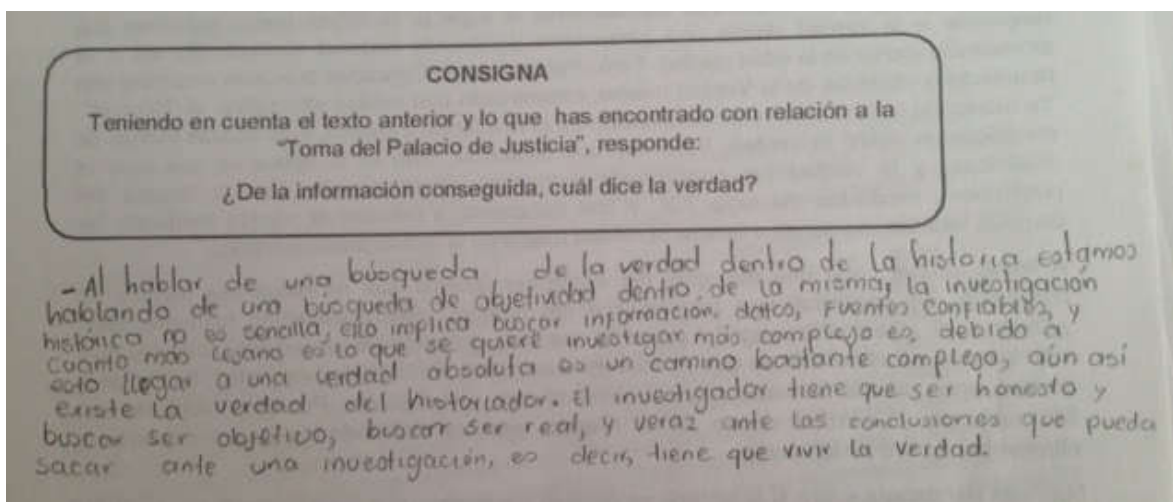 CONSIGNA
Teniendo en cuenta el texto anterior y lo que has encontrado con relación a la
"Toma del Palacio de Justicia", responde:
¿De la información conseguida, cuál dice la verdad?
- Al hablar de una búsqueda de la verdad dentro de la historia estamos
hablando de una búsqueda de objetividad dentro de la misma, la investigación
histórica no es sencilla, ello implica buscar información, datos, fuentes confiables, y
cuanto más lejano es lo que se quiere investigar más complejo es, debido a
esto llegar a una verdad absoluta es un camino bastante complejo, aún así
existe la verdad del historiador. El investigador tiene que ser honesto y
buscar ser objetivo, buscar ser real, y veraz ante las conclusiones que pueda
sacar ante una investigación, es decir, tiene que vivir la verdad.